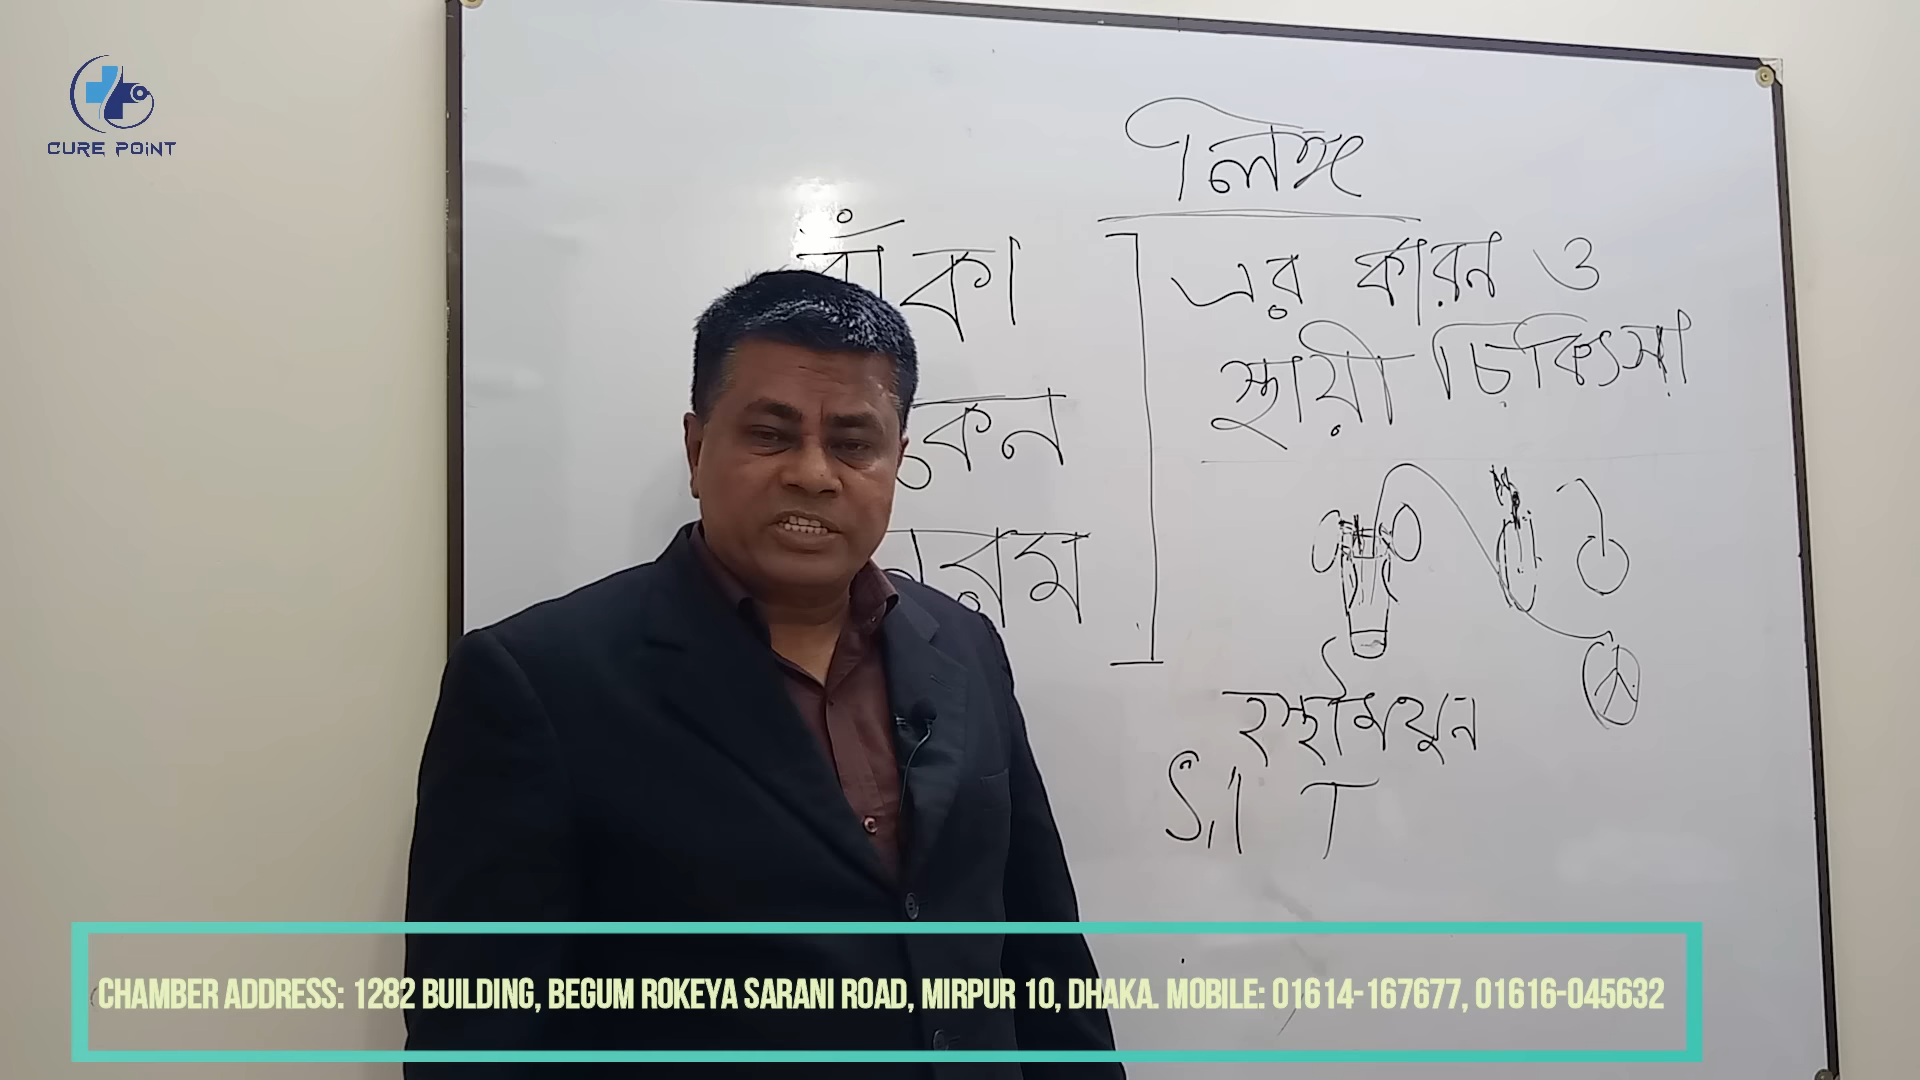 CURE POINT
লিঙ্গ
বাঁকা
এর কারন ও
স্থায়ী চিকিৎসা
নরম
হস্থমৈথুন
S.I T
CHAMBER ADDRESS: 1282 BUILDING, BEGUM ROKEYA SARANI ROAD, MIRPUR 10, DHAKA. MOBILE: 01614-167677, 01616-045632